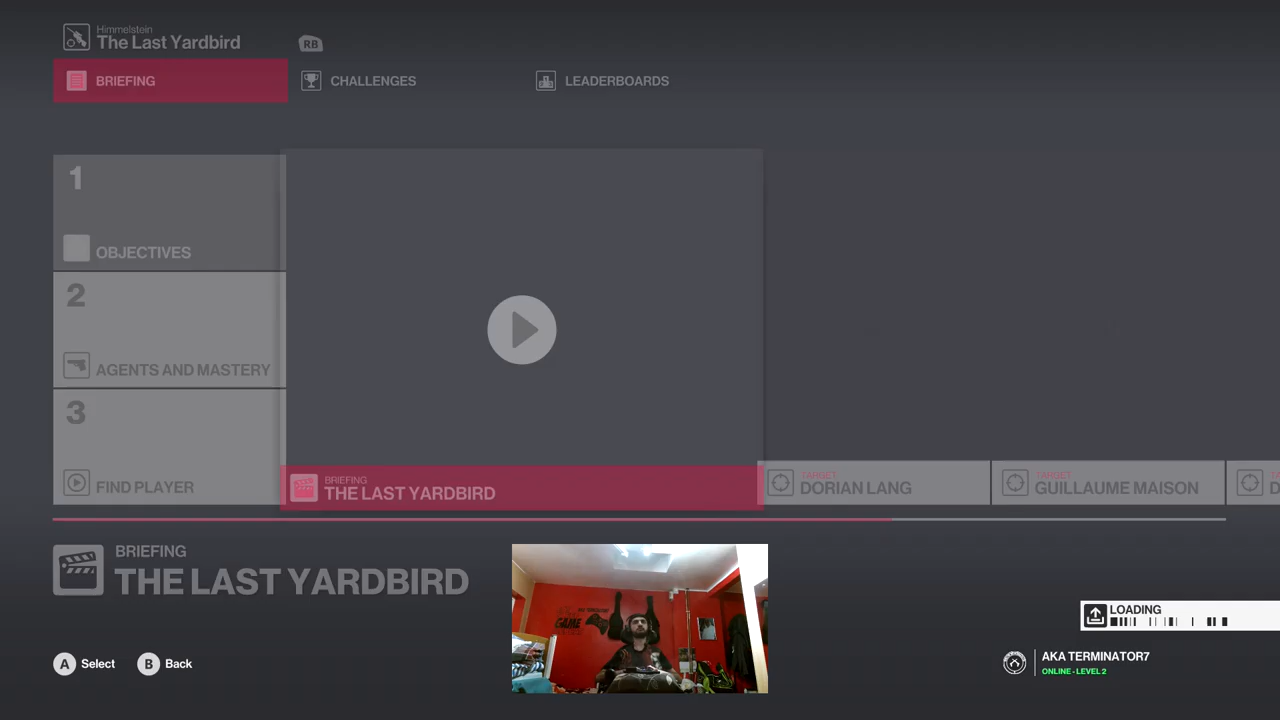 Himmelstein
The Last Yardbird
RB
BRIEFING
CHALLENGES
LEADERBOARDS
1
OBJECTIVES
2
AGENTS AND MASTERY
3
FIND PLAYER
BRIEFING
THE LAST YARDBIRD
TARGET
DORIAN LANG
TARGET
GUILLAUME MAISON
BRIEFING
THE LAST YARDBIRD
GAME
LOADING
A Select
B Back
AKA TERMINATOR7
ONLINE - LEVEL 2